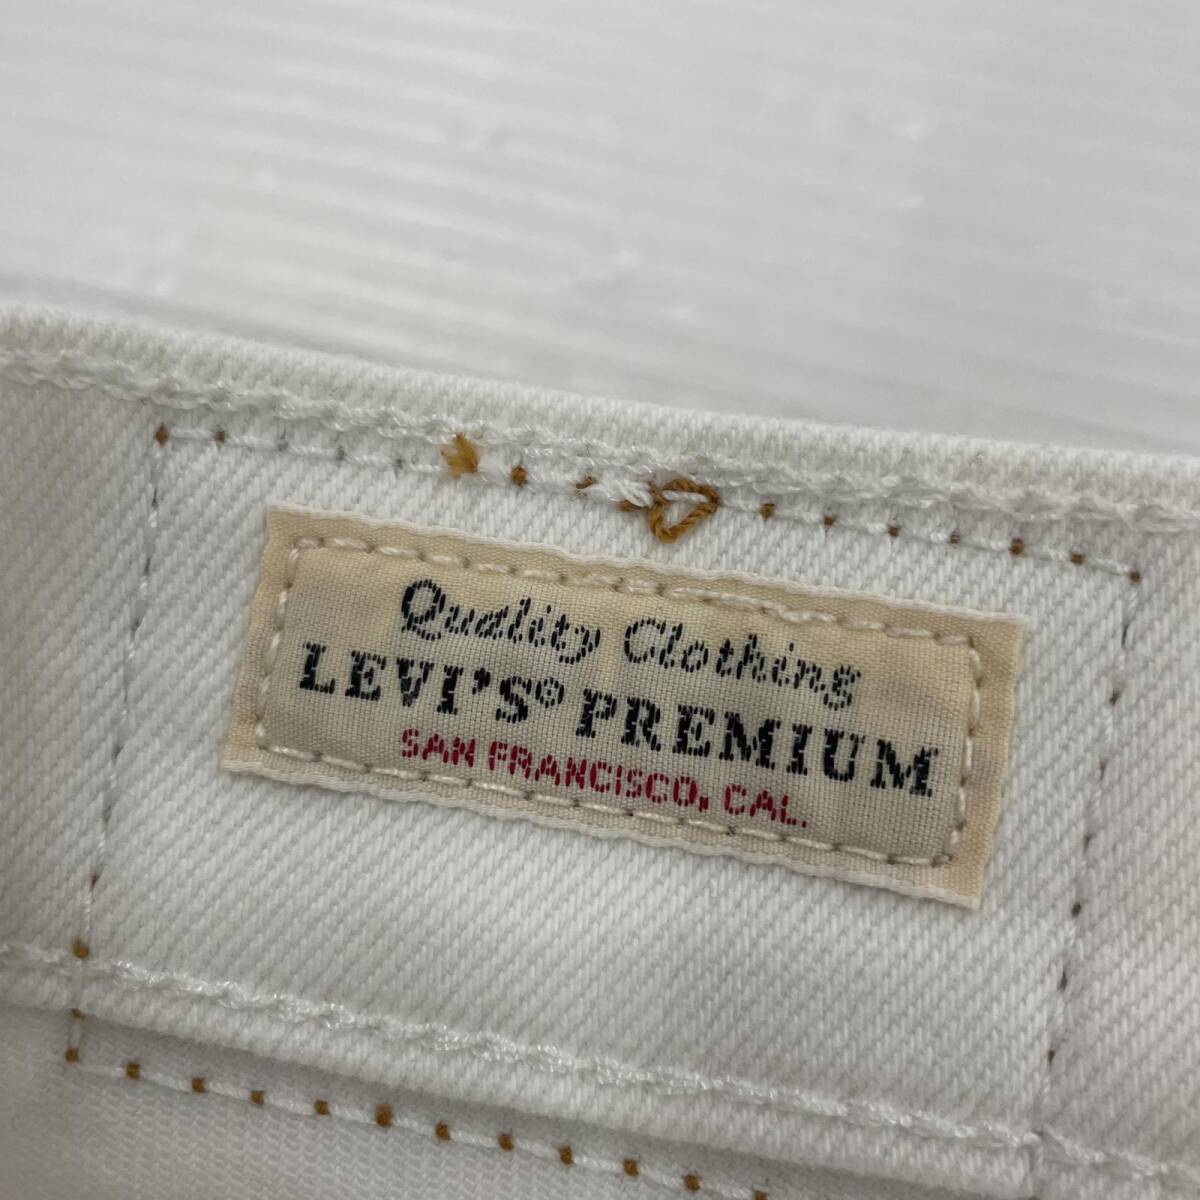 Quality Clothing
LEVI'S® PREMIUM
SAN FRANCISCO, CAL.